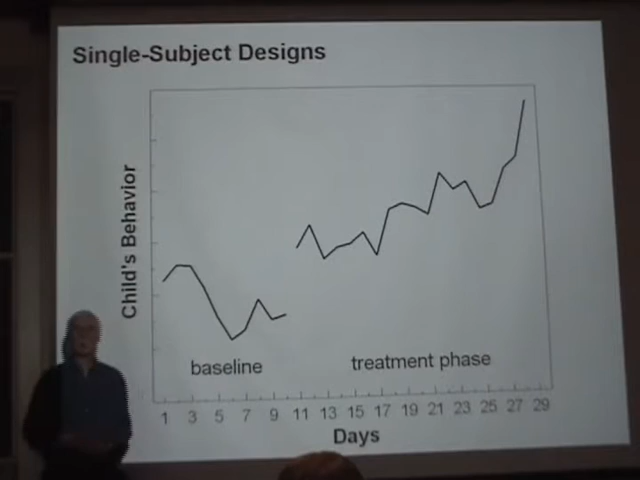 Single-Subject Designs
Child's Behavior
baseline
treatment phase
1 3 5 7 9 11 13 15 17 19 21 23 25 27 29
Days